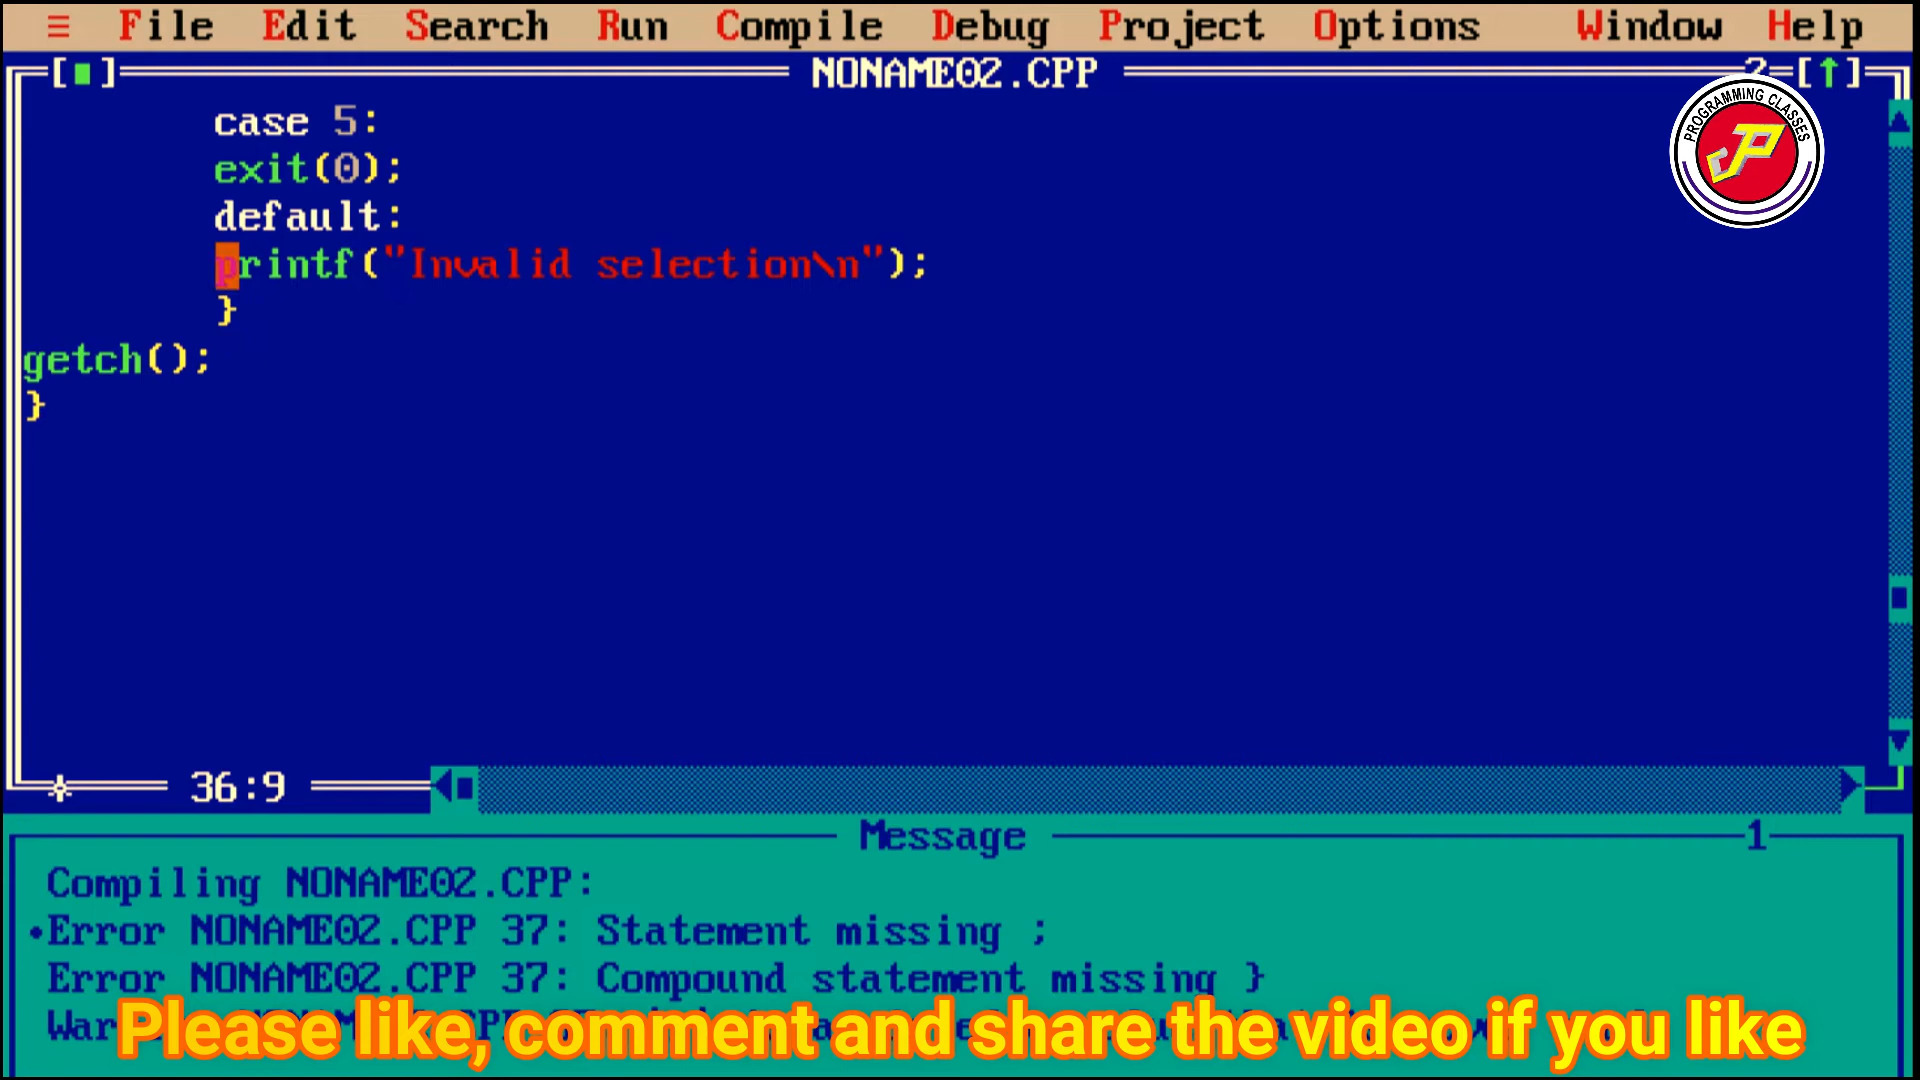 ≡ File Edit Search Run Compile Debug Project Options Window Help
[■] NONAME02.CPP 2=[↑]
PROGRAMMING CLASSES
JP
case 5:
exit(0);
default:
printf("Invalid selection\n");
}
getch();
}
36:9
Message 1
Compiling NONAME02.CPP:
•Error NONAME02.CPP 37: Statement missing ;
Error NONAME02.CPP 37: Compound statement missing }
Please like, comment and share the video if you like